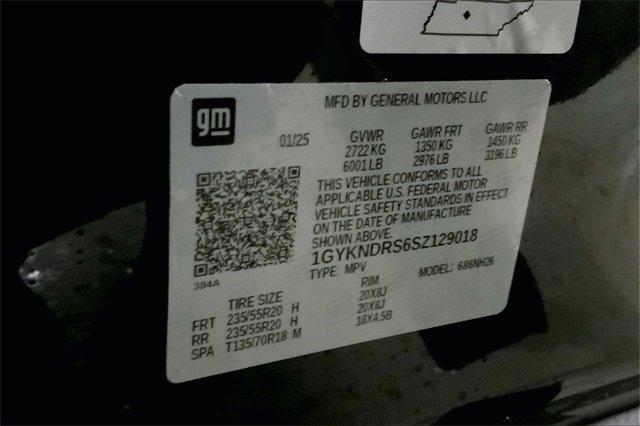 gm
MFD BY GENERAL MOTORS LLC
01/25
GVWR GAWR FRT GAWR RR
2722 KG 1350 KG 1450 KG
6001 LB 2976 LB 3196 LB
THIS VEHICLE CONFORMS TO ALL
APPLICABLE U.S. FEDERAL MOTOR
VEHICLE SAFETY STANDARDS IN EFFECT
ON THE DATE OF MANUFACTURE
SHOWN ABOVE.
1GYKNDRS6SZ129018
TYPE: MPV MODEL: 686NH26
384A
TIRE SIZE RIM
FRT 235/55R20 H 20X8J
RR 235/55R20 H 20X8J
SPA T135/70R18 M 18X4.5B